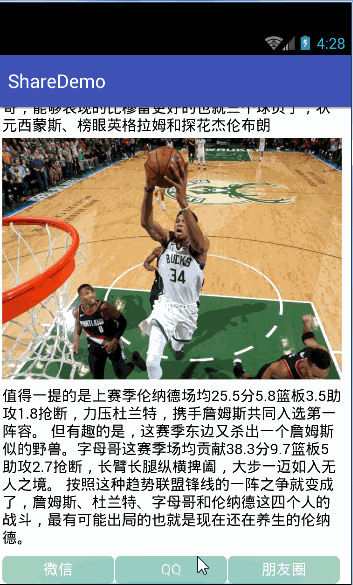 4:28
ShareDemo
哥，能够表现的比穆雷更好的也就三个球员了，状
元西蒙斯、榜眼英格拉姆和探花杰伦布朗
BUCKS
34
值得一提的是上赛季伦纳德场均25.5分5.8篮板3.5助
攻1.8抢断，力压杜兰特，携手詹姆斯共同入选第一
阵容。 但有趣的是，这赛季东边又杀出一个詹姆斯
似的野兽。字母哥这赛季场均贡献38.3分9.7篮板5
助攻2.7抢断，长臂长腿纵横捭阖，大步一迈如入无
人之境。 按照这种趋势联盟锋线的一阵之争就变成
了，詹姆斯、杜兰特、字母哥和伦纳德这四个人的
战斗，最有可能出局的也就是现在还在养生的伦纳
德。
微信
QQ
朋友圈